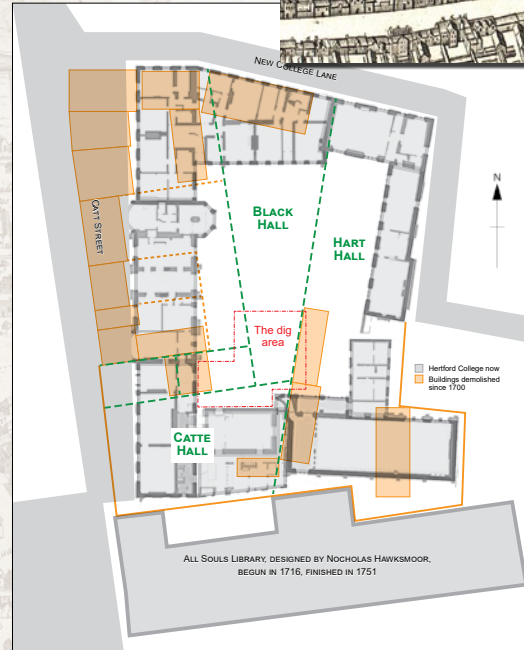 NEW COLLEGE LANE
N
CATT STREET
BLACK
HALL
HART
HALL
The dig
area
Hertford College now
Buildings demolished
since 1700
CATTE
HALL
ALL SOULS LIBRARY, DESIGNED BY NOCHOLAS HAWKSMOOR,
BEGUN IN 1716, FINISHED IN 1751